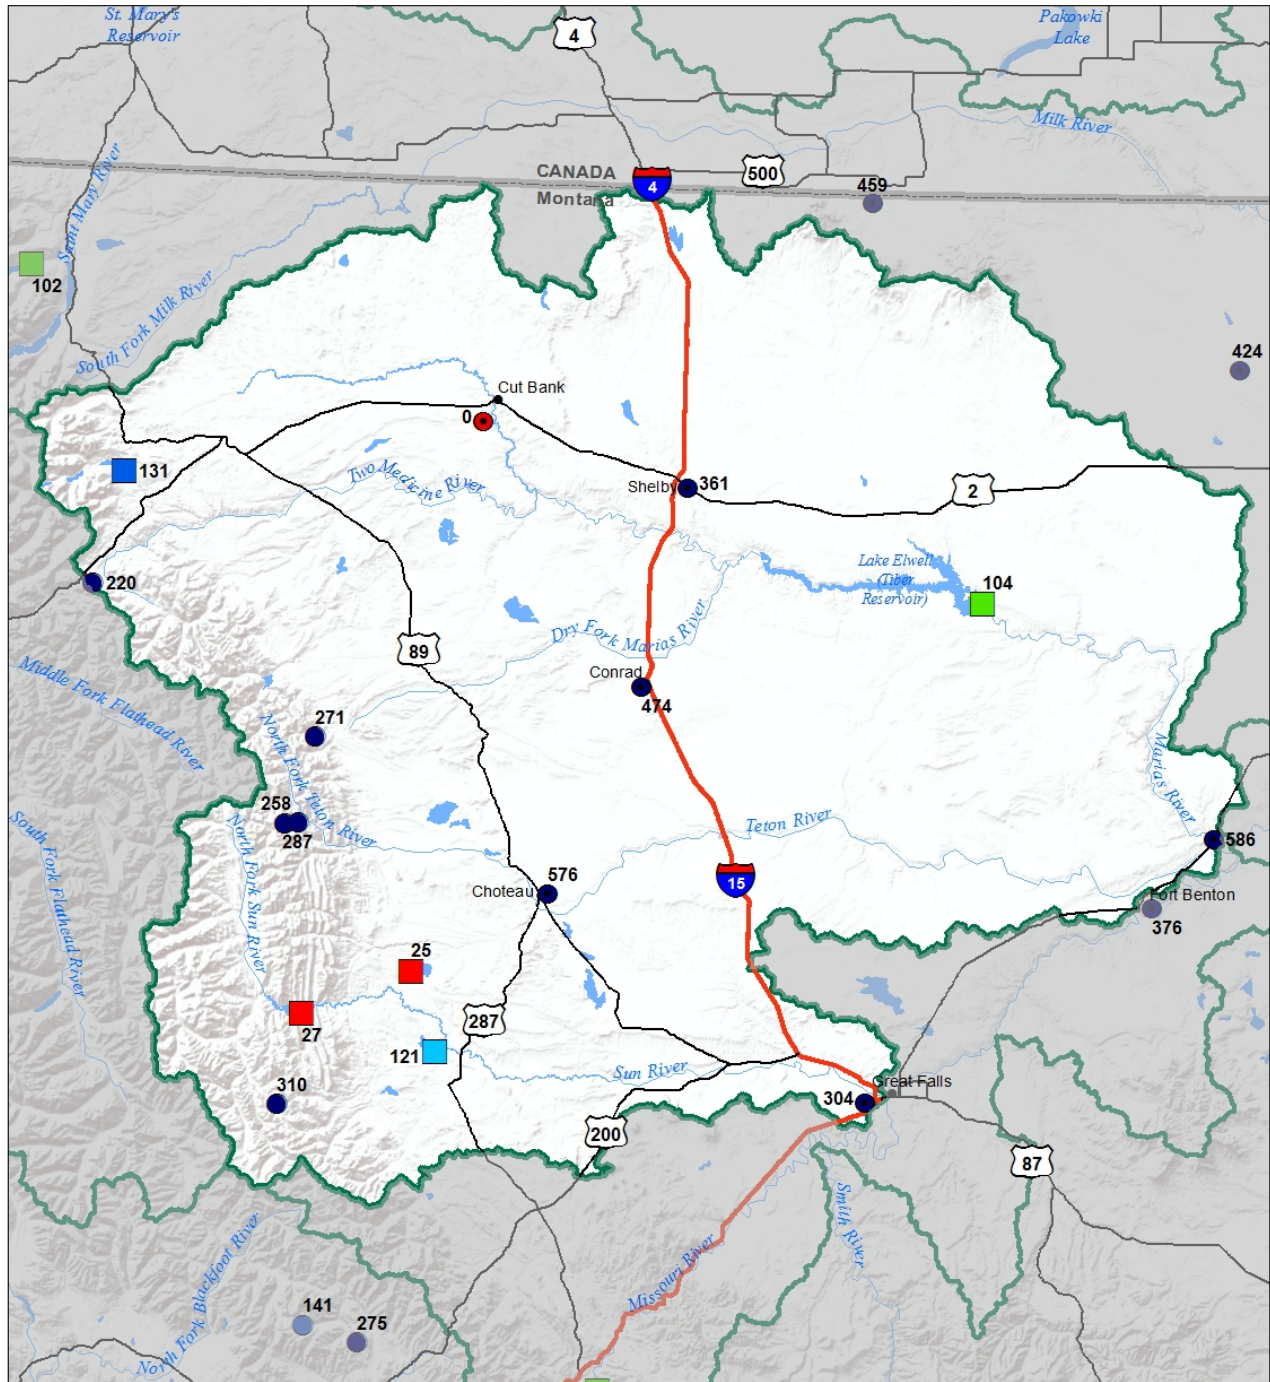 St. Mary's
Reservoir
4
Pakowki
Lake
Milk River
CANADA
Montana
4
500
459
Saint Mary River
102
South Fork Milk River
424
Cut Bank
0
131
Two Medicine River
Shelby
361
2
Lake Elwell
(Tiber
Reservoir)
104
220
Dry Fork Marias River
89
Conrad
474
Middle Fork Flathead River
271
North Fork Teton River
Marias River
258
287
Teton River
586
South Fork Flathead River
North Fork Sun River
576
Choteau
15
Fort Benton
376
25
27
287
121
Sun River
Great Falls
304
310
200
87
Smith River
Missouri River
North Fork Blackfoot River
141
275